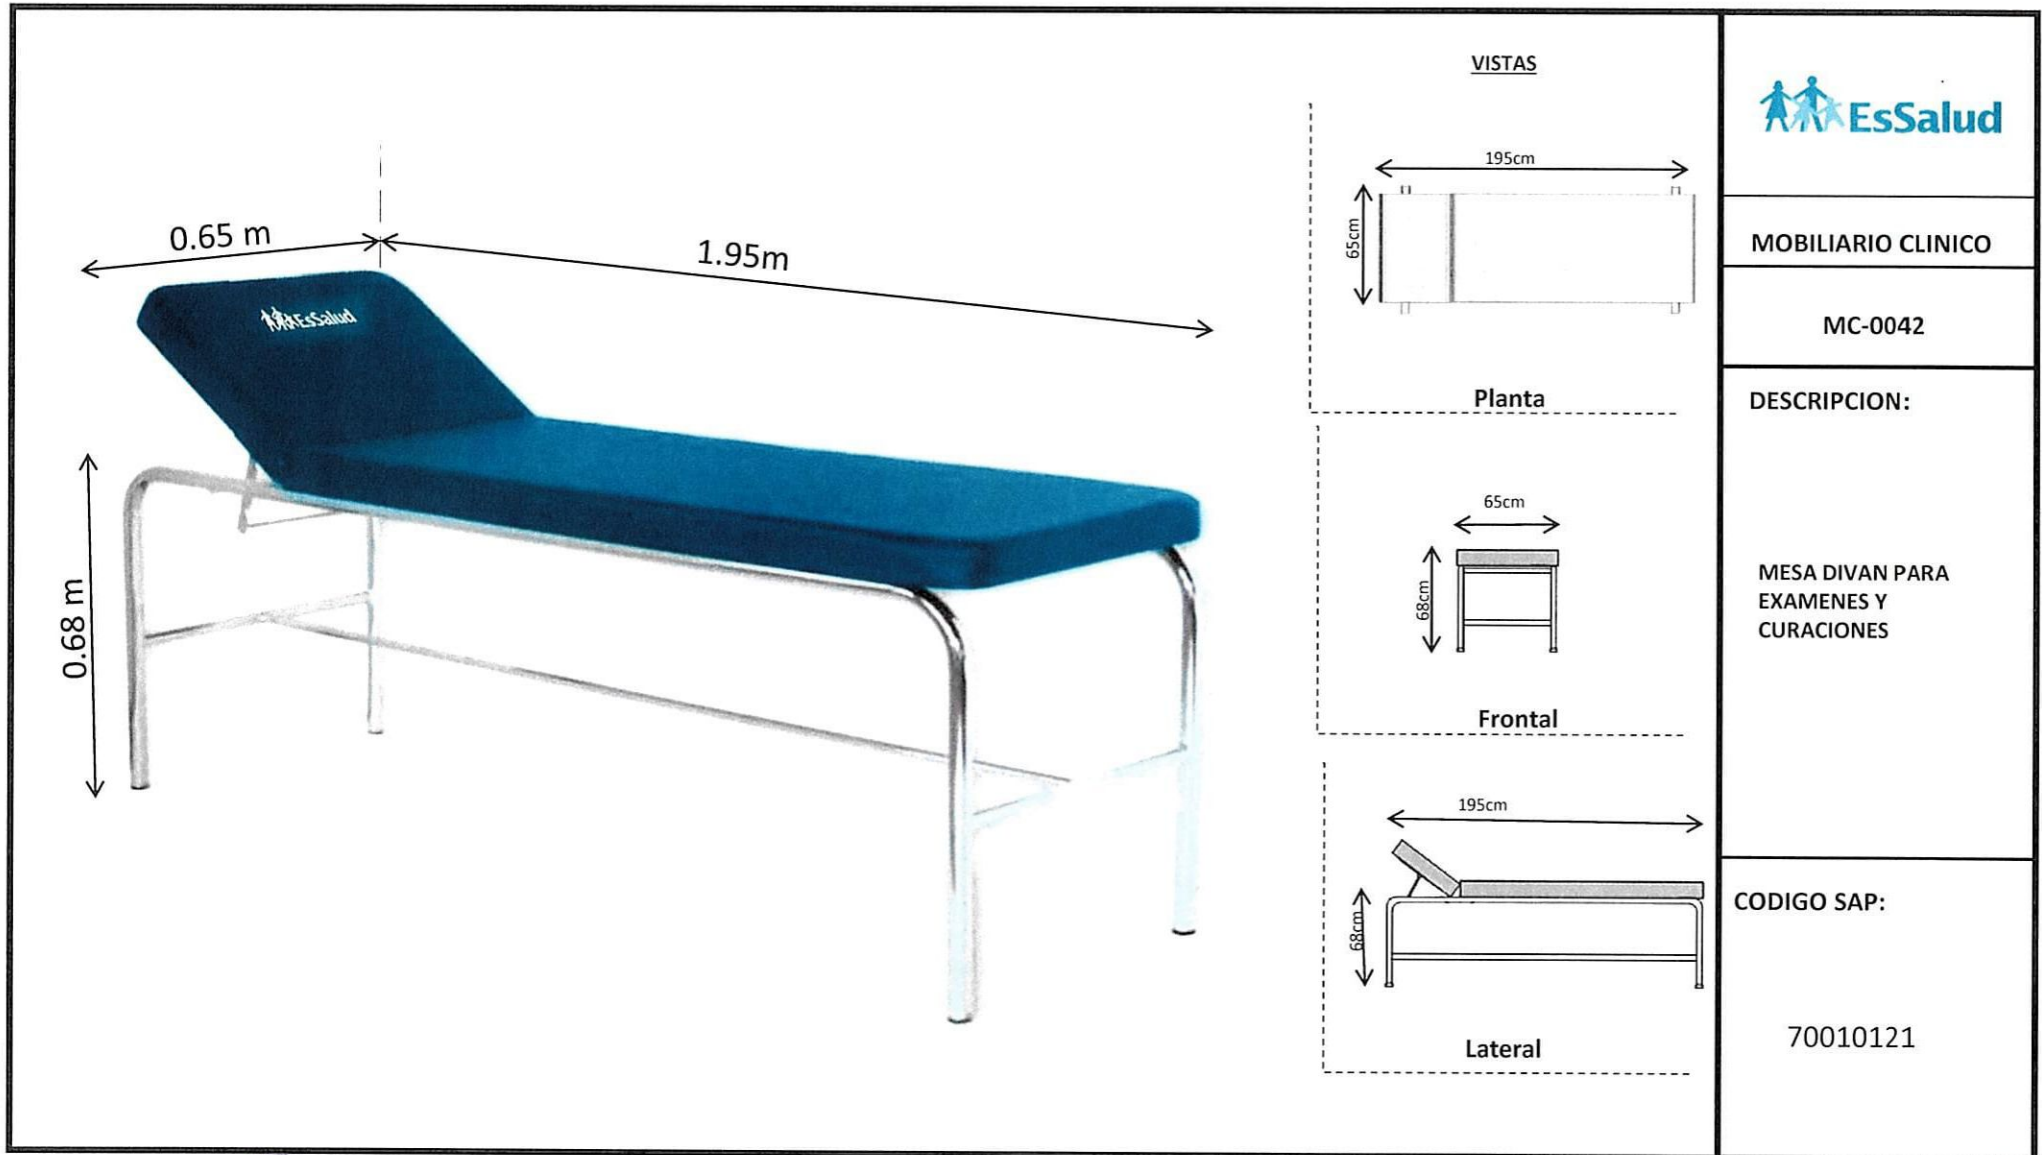 0.65 m
1.95m
EsSalud
0.68 m
VISTAS
195cm
65cm
Planta
65cm
68cm
Frontal
195cm
68cm
Lateral
EsSalud
MOBILIARIO CLINICO
MC-0042
DESCRIPCION:
MESA DIVAN PARA
EXAMENES Y
CURACIONES
CODIGO SAP:
70010121